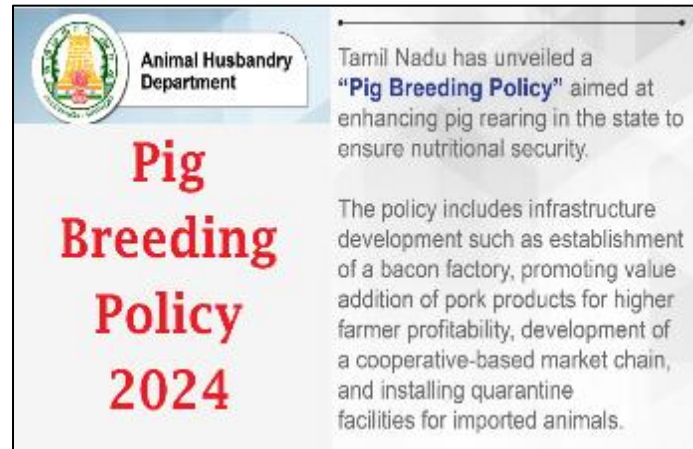 Animal Husbandry
Department
Pig
Breeding
Policy
2024
Tamil Nadu has unveiled a
“Pig Breeding Policy” aimed at
enhancing pig rearing in the state to
ensure nutritional security.
The policy includes infrastructure
development such as establishment
of a bacon factory, promoting value
addition of pork products for higher
farmer profitability, development of
a cooperative-based market chain,
and installing quarantine
facilities for imported animals.